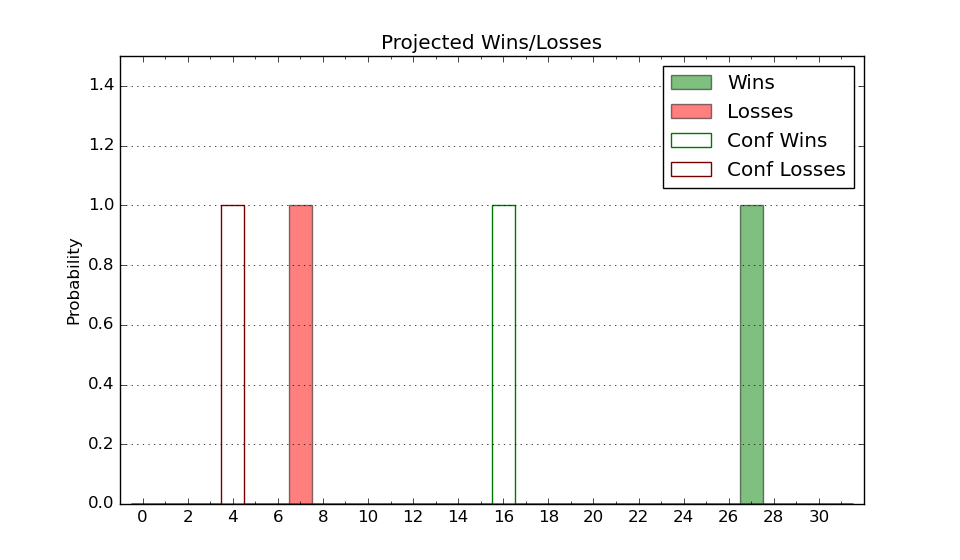 Projected Wins/Losses
Wins
Losses
Conf Wins
Conf Losses
Probability
1.4
1.2
1.0
0.8
0.6
0.4
0.2
0.0
0 2 4 6 8 10 12 14 16 18 20 22 24 26 28 30